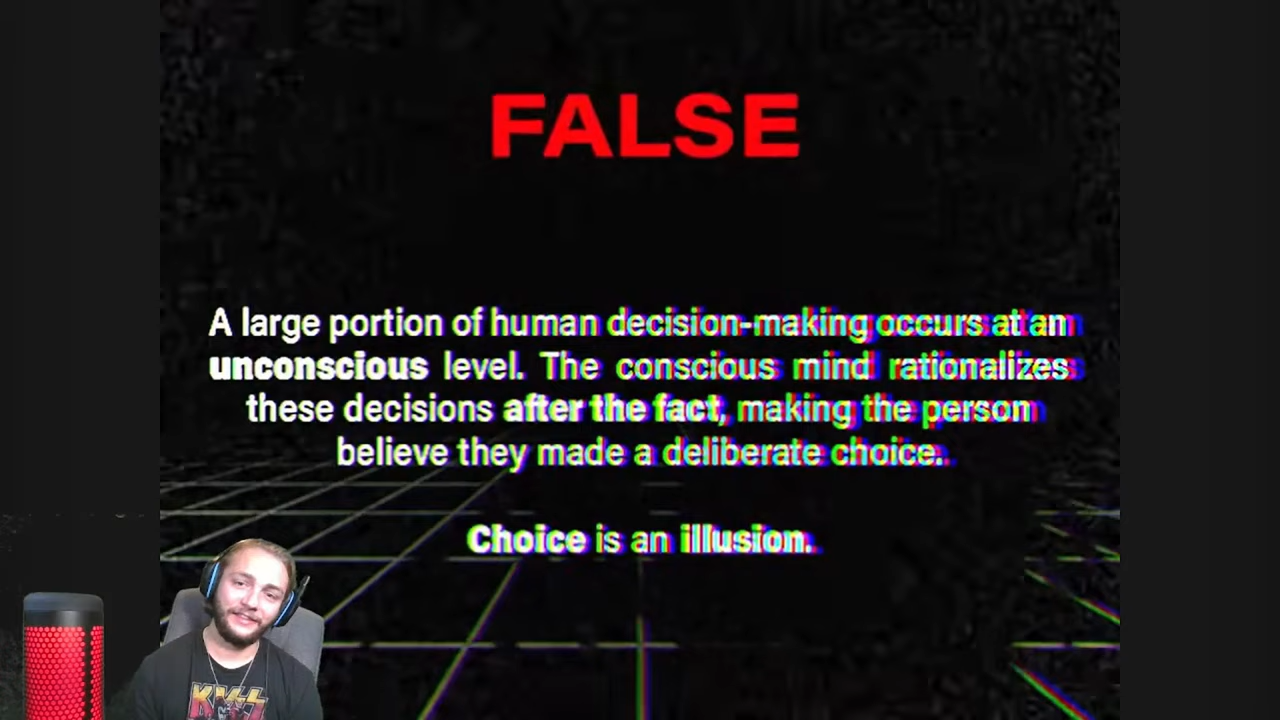 FALSE
A large portion of human decision-making occurs at an
unconscious level. The conscious mind rationalizes
these decisions after the fact, making the person
believe they made a deliberate choice.
Choice is an illusion.
KISS